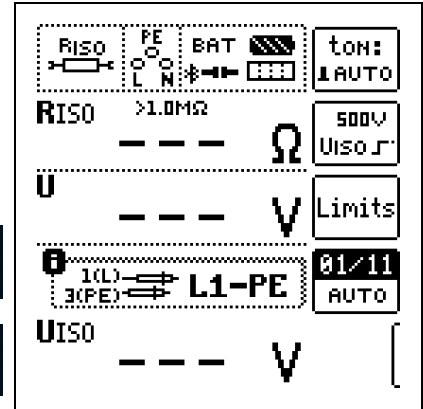 RISO PE BAT tON:
L N AUTO
RISO >1.0MΩ 500V
--- Ω UISO
U
--- V Limits
1(L) L1-PE 01/11
3(PE) AUTO
UISO
--- V